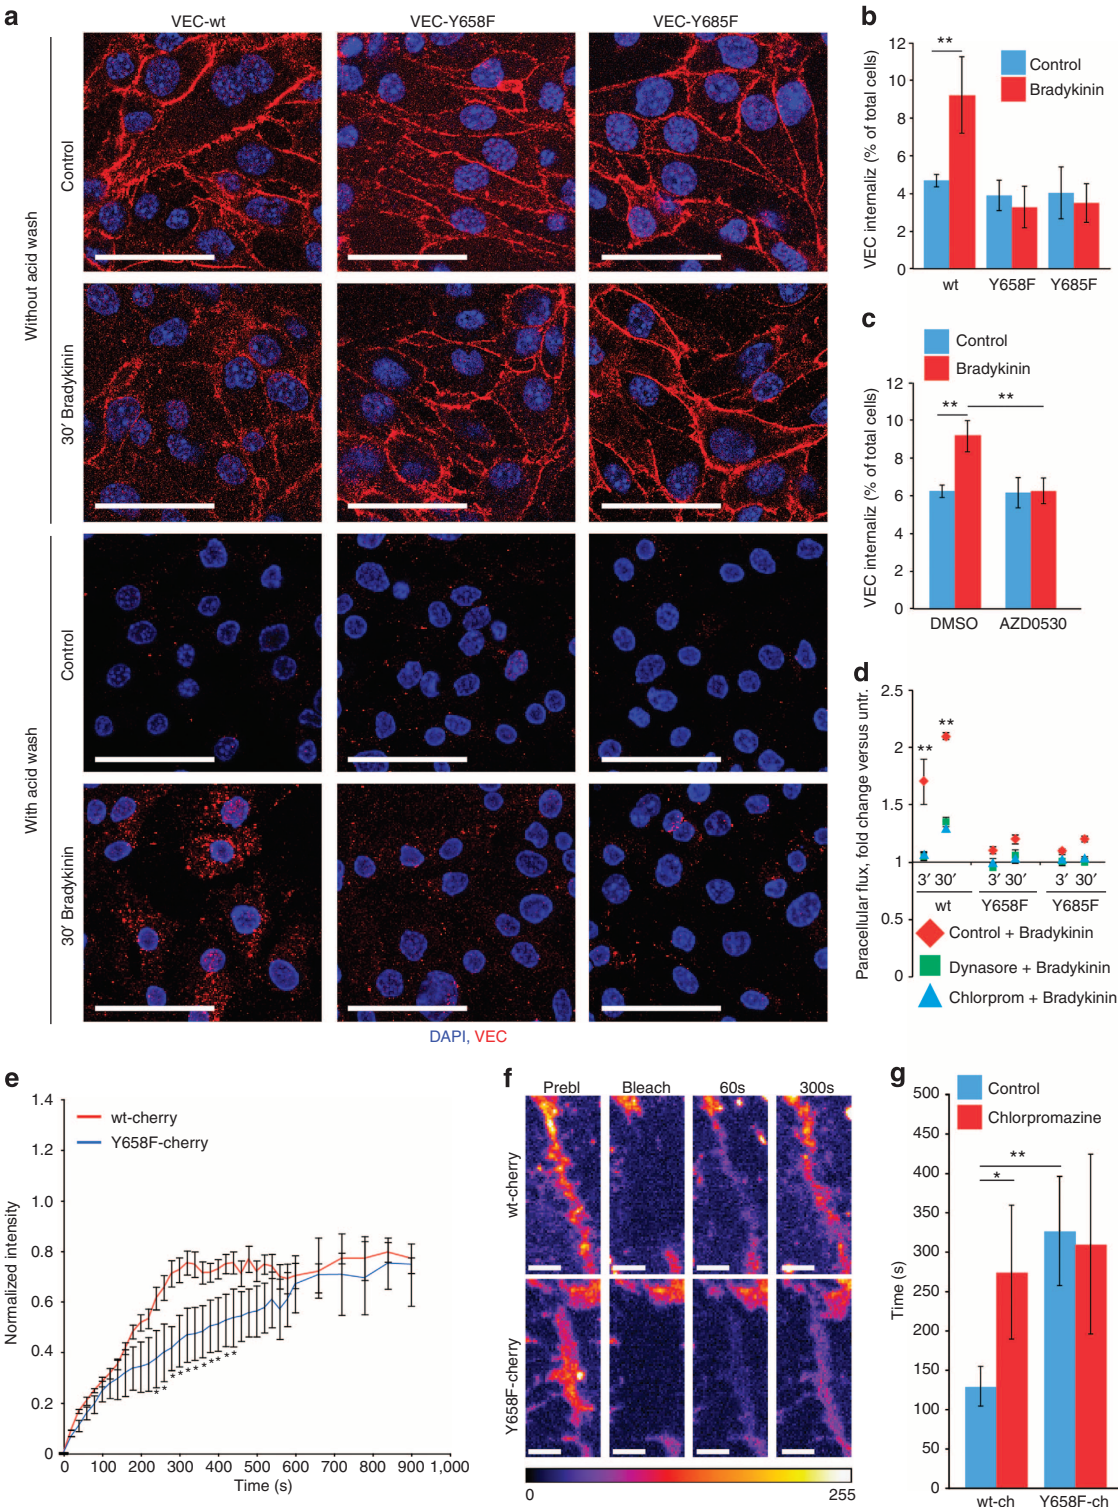 a
VEC-wt
VEC-Y658F
VEC-Y685F
Without acid wash
Control
30′ Bradykinin
With acid wash
Control
30′ Bradykinin
DAPI, VEC
b
VEC internaliz (% of total cells)
12
10
8
6
4
2
0
**
Control
Bradykinin
wt
Y658F
Y685F
c
Control
Bradykinin
VEC internaliz (% of total cells)
12
10
8
6
4
2
0
**
**
DMSO
AZD0530
d
Paracellular flux, fold change versus untr.
2.5
2
1.5
1
0.5
0
**
**
3′ 30′
3′ 30′
3′ 30′
wt
Y658F
Y685F
Control + Bradykinin
Dynasore + Bradykinin
Chlorprom + Bradykinin
e
Normalized intensity
1.4
1.2
1.0
0.8
0.6
0.4
0.2
0
wt-cherry
Y658F-cherry
* * * * * * * * * * *
0 100 200 300 400 500 600 700 800 900 1,000
Time (s)
f
Prebl
Bleach
60s
300s
wt-cherry
Y658F-cherry
0
255
g
Control
Chlorpromazine
Time (s)
500
450
400
350
300
250
200
150
100
50
0
**
*
wt-ch
Y658F-ch